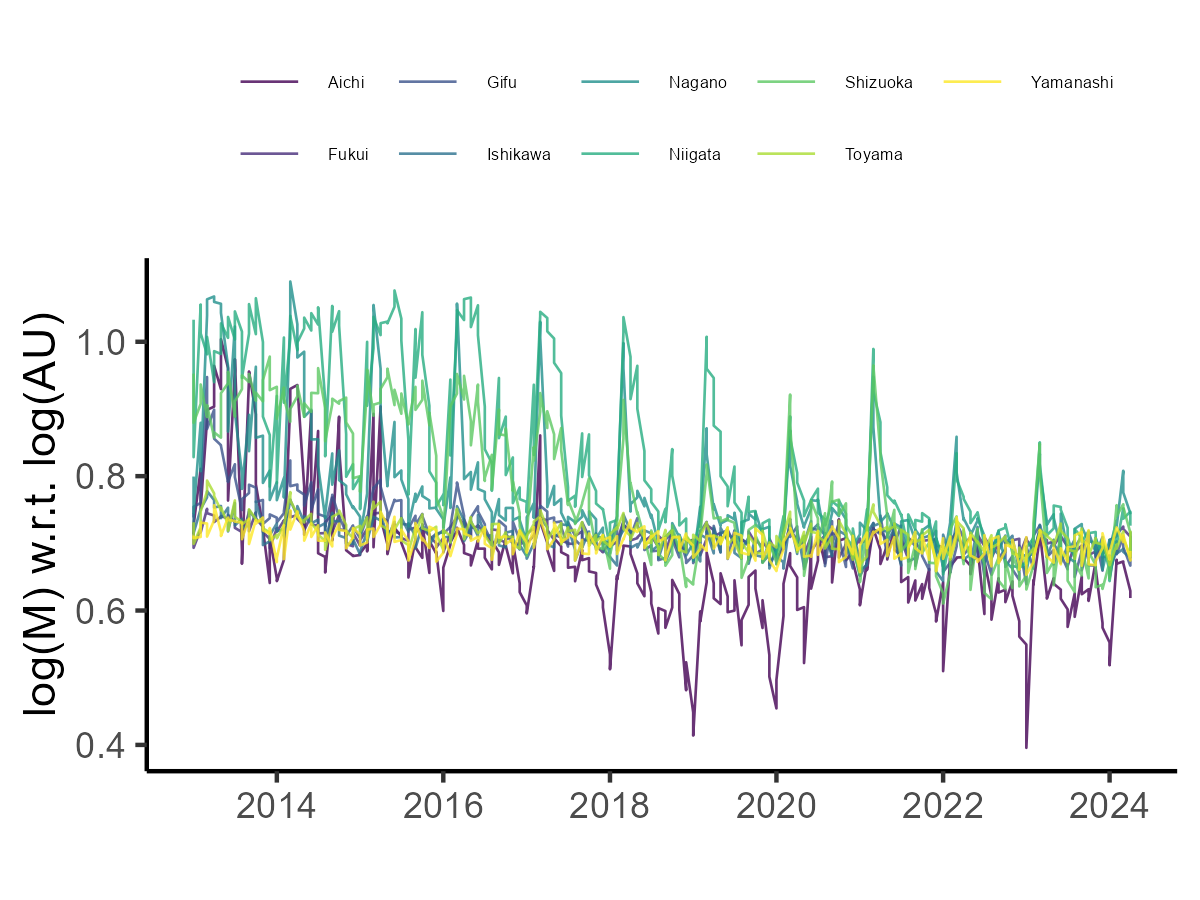 Aichi Gifu Nagano Shizuoka Yamanashi
Fukui Ishikawa Niigata Toyama
log(M) w.r.t. log(AU)
1.0
0.8
0.6
0.4
2014 2016 2018 2020 2022 2024